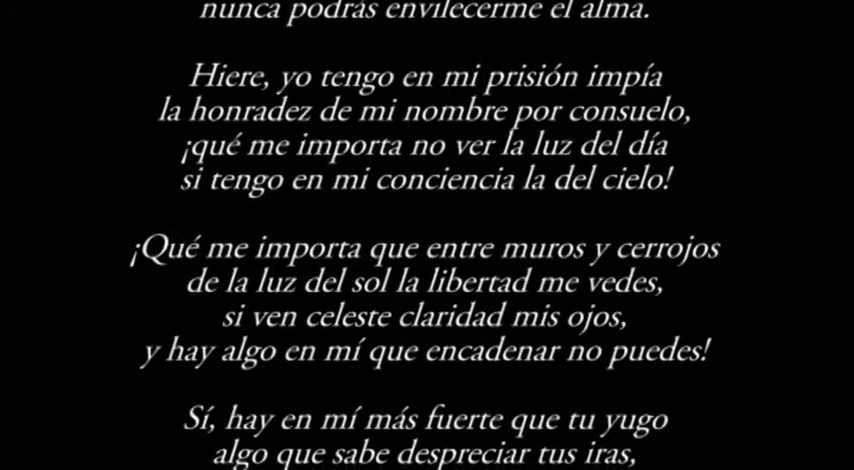 nunca podrás envilecerme el alma.
Hiere, yo tengo en mi prisión impía
la honradez de mi nombre por consuelo,
¡qué me importa no ver la luz del día
si tengo en mi conciencia la del cielo!
¡Qué me importa que entre muros y cerrojos
de la luz del sol la libertad me vedes,
si ven celeste claridad mis ojos,
y hay algo en mí que encadenar no puedes!
Sí, hay en mí más fuerte que tu yugo
algo que sabe despreciar tus iras,